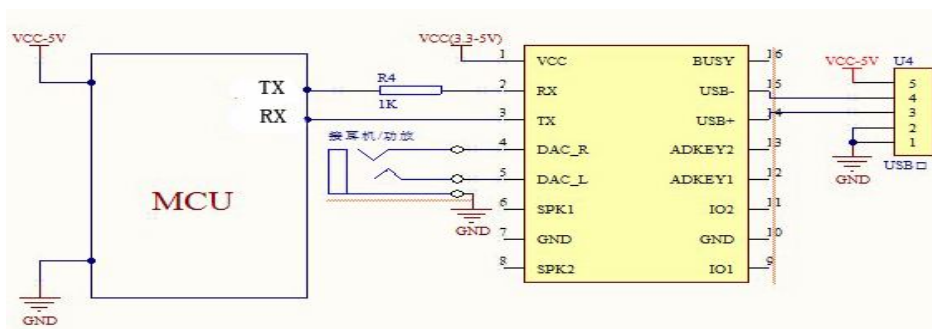 VCC-5V
TX
RX
MCU
GND
R4
1K
接耳机/功放
GND
VCC(3.3-5V)
1
2
3
4
5
6
7
8
VCC
RX
TX
DAC_R
DAC_L
SPK1
GND
SPK2
BUSY
USB-
USB+
ADKEY2
ADKEY1
IO2
GND
IO1
16
15
14
13
12
11
10
9
VCC-5V
U4
5
4
3
2
1
USB口
GND